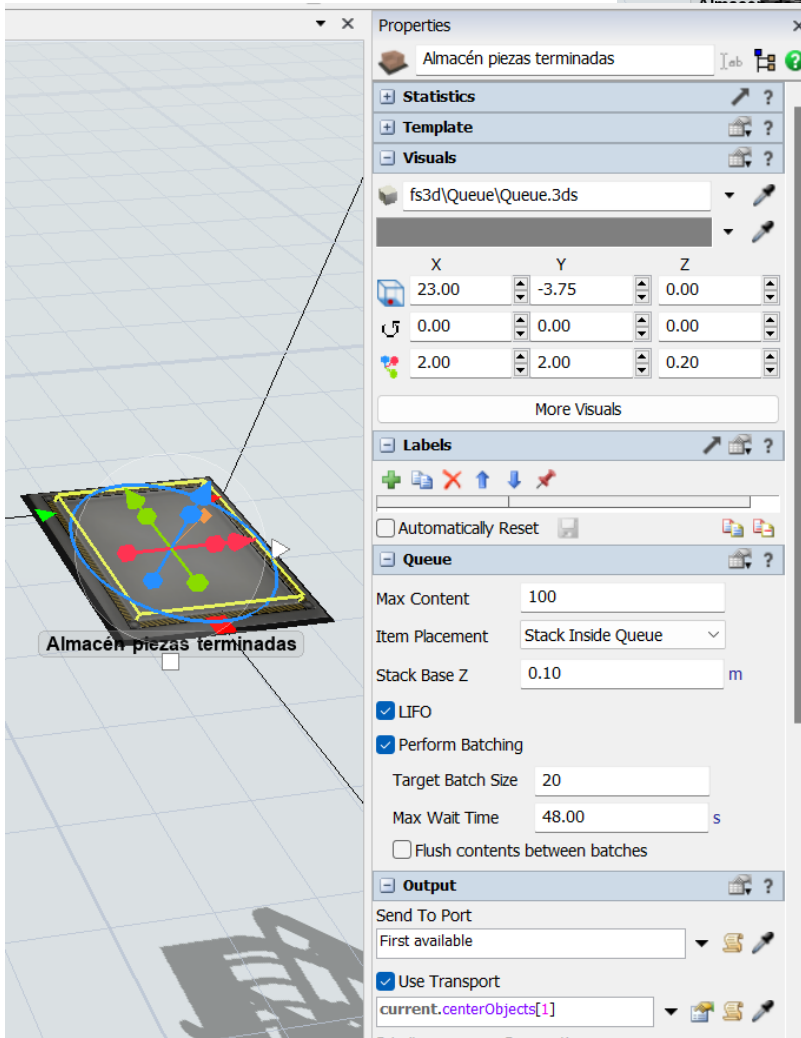 Properties
Almacén piezas terminadas
Statistics
Template
Visuals
fs3d\Queue\Queue.3ds
X Y Z
23.00 -3.75 0.00
0.00 0.00 0.00
2.00 2.00 0.20
More Visuals
Labels
Automatically Reset
Queue
Max Content 100
Item Placement Stack Inside Queue
Stack Base Z 0.10 m
LIFO
Perform Batching
Target Batch Size 20
Max Wait Time 48.00 s
Flush contents between batches
Output
Send To Port
First available
Use Transport
current.centerObjects[1]
Almacén piezas terminadas